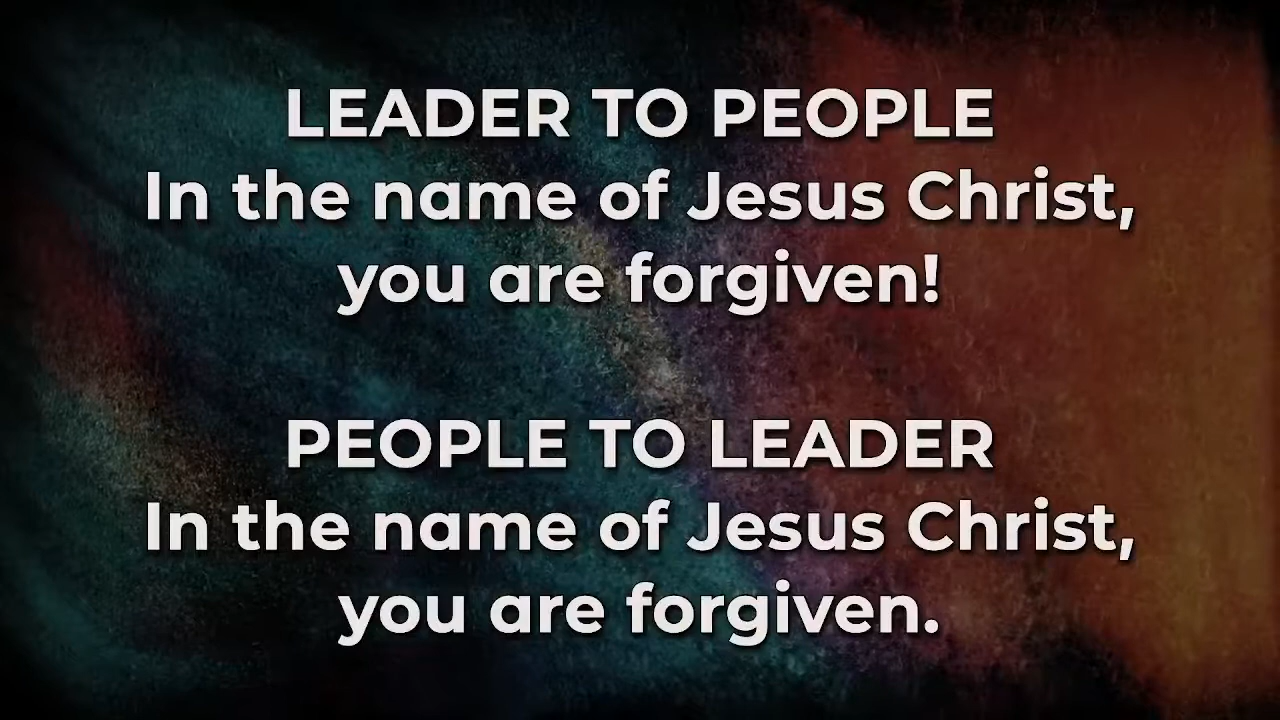 LEADER TO PEOPLE
In the name of Jesus Christ,
you are forgiven!
PEOPLE TO LEADER
In the name of Jesus Christ,
you are forgiven.